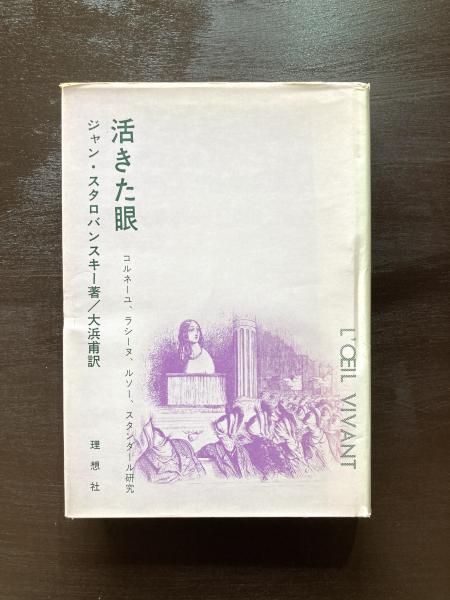 活きた眼
ジャン・スタロバンスキー著／大浜甫訳
コルネーユ、ラシーヌ、ルソー、スタンダール研究
理想社
L'ŒIL VIVANT